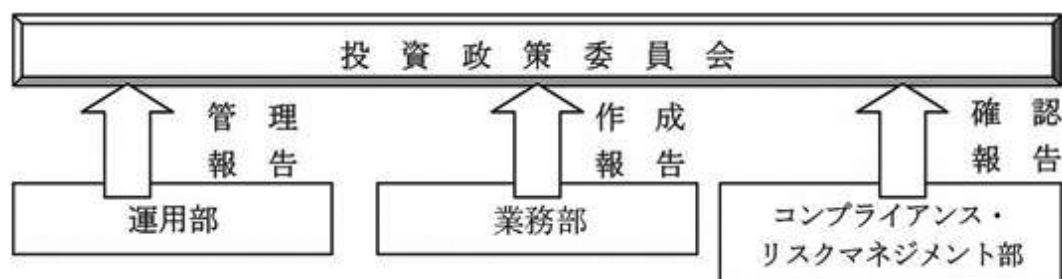 投資政策委員会
管理
報告
作成
報告
確認
報告
運用部
業務部
コンプライアンス・
リスクマネジメント部